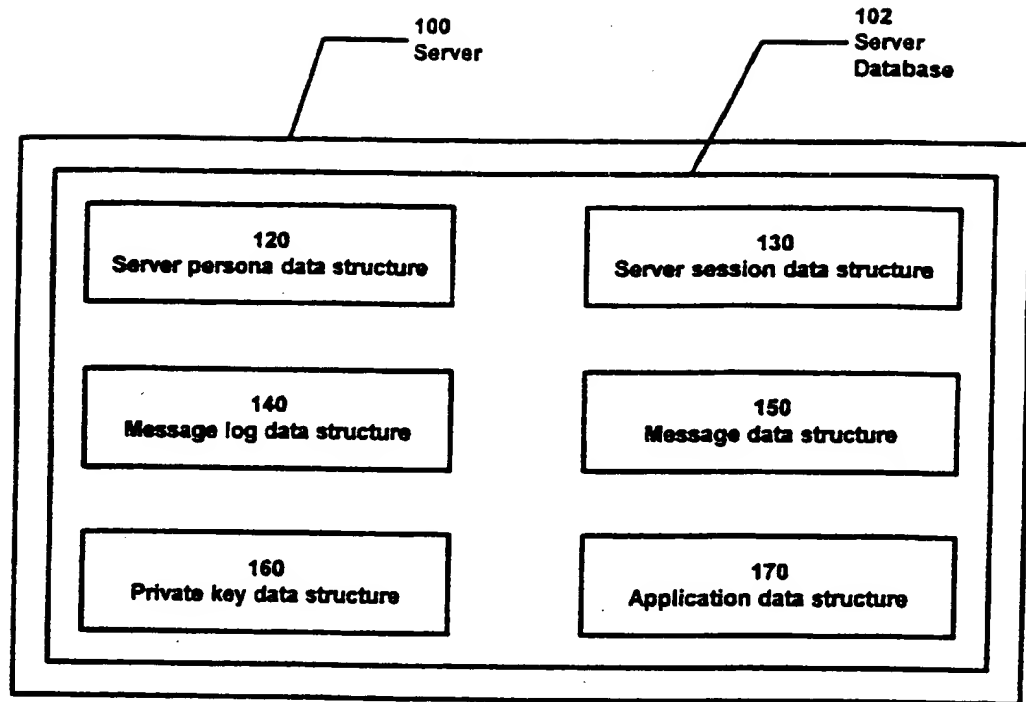 100
Server
102
Server
Database
120
Server persona data structure
130
Server session data structure
140
Message log data structure
150
Message data structure
160
Private key data structure
170
Application data structure